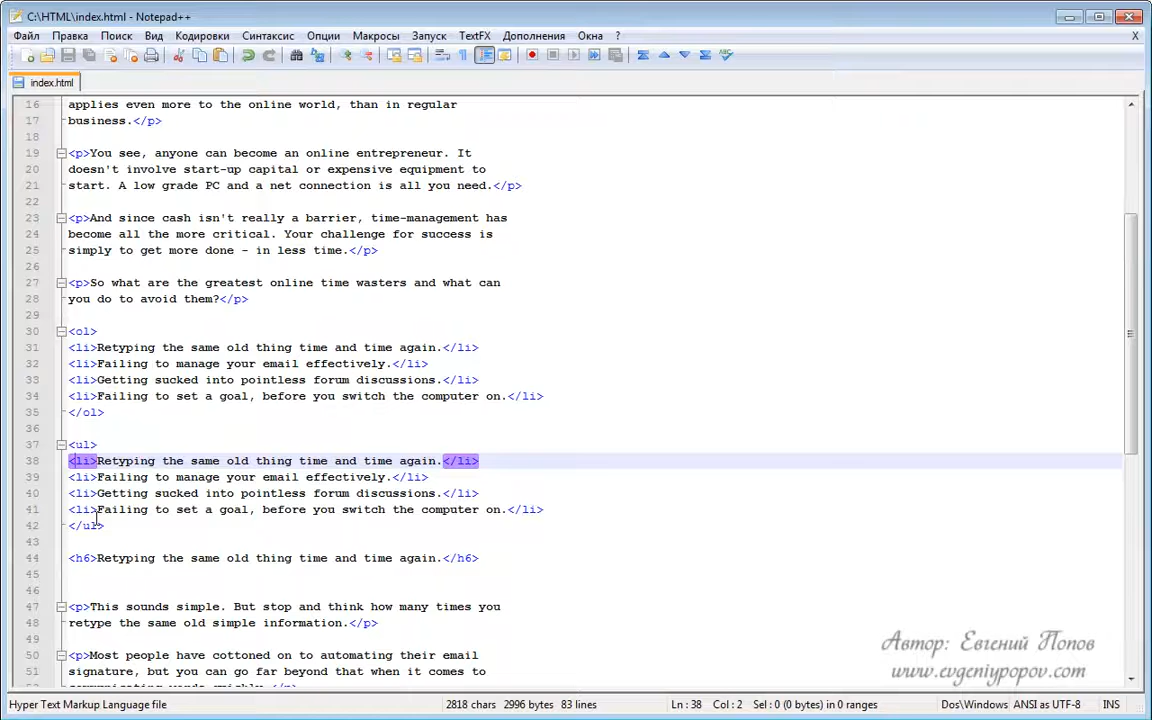 C:\HTML\index.html - Notepad++
Файл Правка Поиск Вид Кодировки Синтаксис Опции Макросы Запуск TextFX Дополнения Окна ? X
index.html
16 applies even more to the online world, than in regular
17 business.</p>
18
19 <p>You see, anyone can become an online entrepreneur. It
20 doesn't involve start-up capital or expensive equipment to
21 start. A low grade PC and a net connection is all you need.</p>
22
23 <p>And since cash isn't really a barrier, time-management has
24 become all the more critical. Your challenge for success is
25 simply to get more done - in less time.</p>
26
27 <p>So what are the greatest online time wasters and what can
28 you do to avoid them?</p>
29
30 <ol>
31 <li>Retyping the same old thing time and time again.</li>
32 <li>Failing to manage your email effectively.</li>
33 <li>Getting sucked into pointless forum discussions.</li>
34 <li>Failing to set a goal, before you switch the computer on.</li>
35 </ol>
36
37 <ul>
38 <li>Retyping the same old thing time and time again.</li>
39 <li>Failing to manage your email effectively.</li>
40 <li>Getting sucked into pointless forum discussions.</li>
41 <li>Failing to set a goal, before you switch the computer on.</li>
42 </ul>
43
44 <h6>Retyping the same old thing time and time again.</h6>
45
46
47 <p>This sounds simple. But stop and think how many times you
48 retype the same old simple information.</p>
49
50 <p>Most people have cottoned on to automating their email
51 signature, but you can go far beyond that when it comes to
Автор: Евгений Попов
www.evgeniypopov.com
Hyper Text Markup Language file 2818 chars 2996 bytes 83 lines Ln : 38 Col : 2 Sel : 0 (0 bytes) in 0 ranges Dos\Windows ANSI as UTF-8 INS